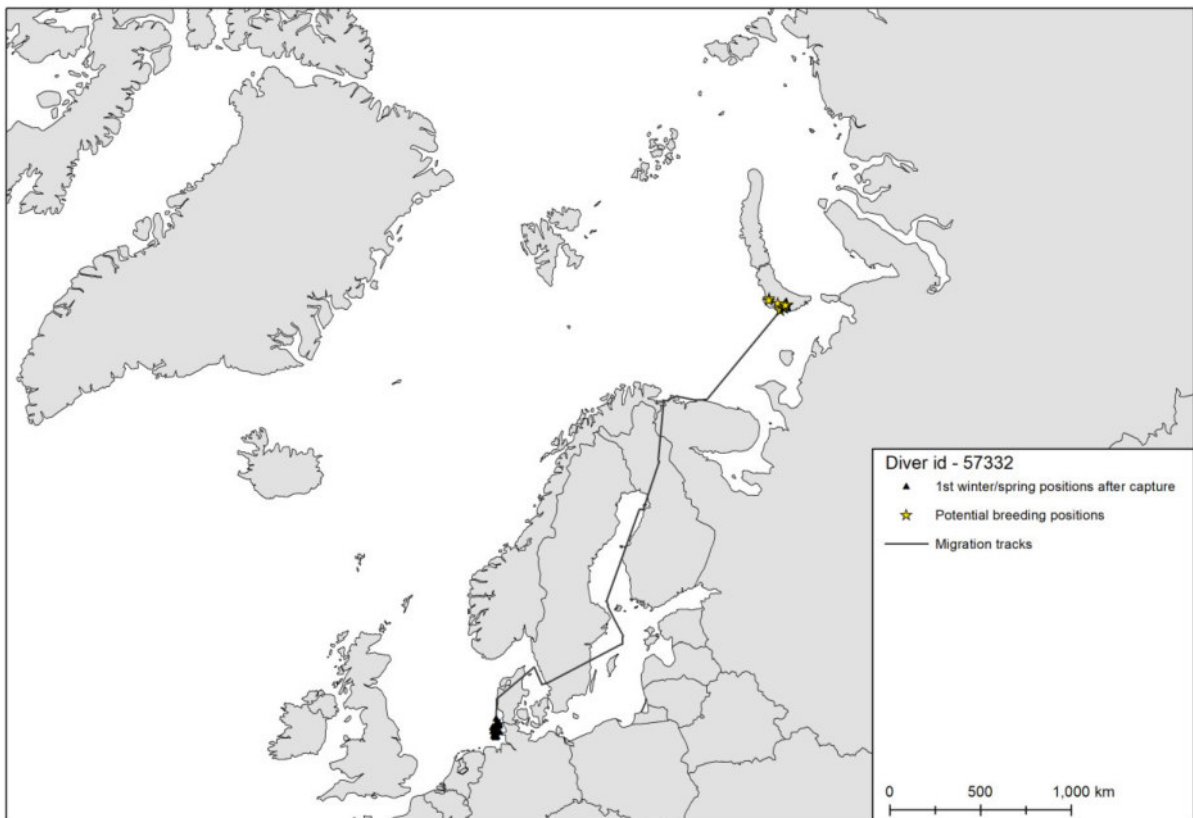 Diver id - 57332
1st winter/spring positions after capture
Potential breeding positions
Migration tracks
0 500 1,000 km